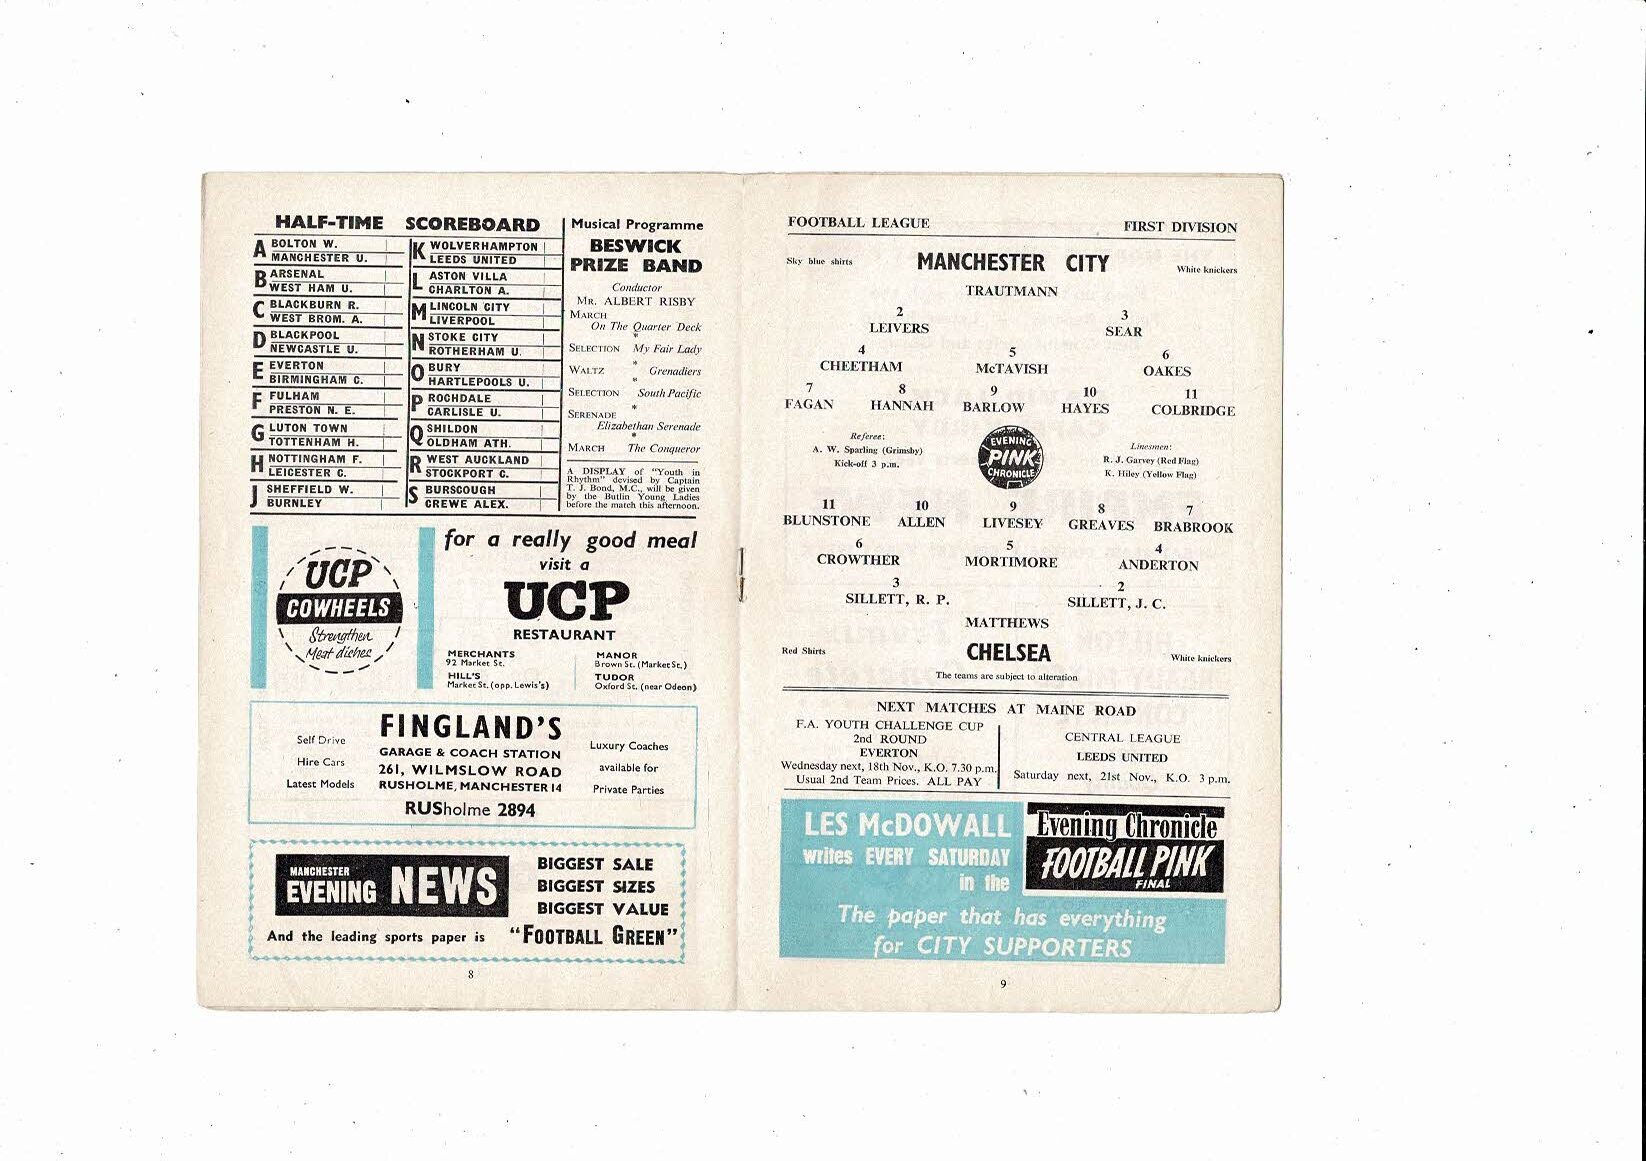 HALF-TIME SCOREBOARD
A BOLTON W.
MANCHESTER U.
B ARSENAL
WEST HAM U.
C BLACKBURN R.
WEST BROM. A.
D BLACKPOOL
NEWCASTLE U.
E EVERTON
BIRMINGHAM C.
F FULHAM
PRESTON N. E.
G LUTON TOWN
TOTTENHAM H.
H NOTTINGHAM F.
LEICESTER C.
J SHEFFIELD W.
BURNLEY
K WOLVERHAMPTON
LEEDS UNITED
L ASTON VILLA
CHARLTON A.
M LINCOLN CITY
LIVERPOOL
N STOKE CITY
ROTHERHAM U.
O BURY
HARTLEPOOLS U.
P ROCHDALE
CARLISLE U.
Q SHILDON
OLDHAM ATH.
R WEST AUCKLAND
STOCKPORT C.
S BURSCOUGH
CREWE ALEX.
Musical Programme
BESWICK
PRIZE BAND
Conductor
MR. ALBERT RISBY
MARCH
On The Quarter Deck
*
SELECTION My Fair Lady
*
WALTZ Grenadiers
*
SELECTION South Pacific
*
SERENADE
Elizabethan Serenade
*
MARCH The Conqueror
A DISPLAY of "Youth in
Rhythm" devised by Captain
T. J. Bond, M.C., will be given
by the Butlin Young Ladies
before the match this afternoon.
UCP
COWHEELS
Strengthen
Meat dishes
for a really good meal
visit a
UCP
RESTAURANT
MERCHANTS
92 Market St.
HILL'S
Market St. (opp. Lewis's)
MANOR
Brown St. (Market St.)
TUDOR
Oxford St. (near Odeon)
FINGLAND'S
GARAGE & COACH STATION
261, WILMSLOW ROAD
RUSHOLME, MANCHESTER 14
RUSholme 2894
Self Drive
Hire Cars
Latest Models
Luxury Coaches
available for
Private Parties
MANCHESTER
EVENING NEWS
BIGGEST SALE
BIGGEST SIZES
BIGGEST VALUE
And the leading sports paper is "FOOTBALL GREEN"
8
FOOTBALL LEAGUE FIRST DIVISION
Sky blue shirts MANCHESTER CITY White knickers
TRAUTMANN
2 3
LEIVERS SEAR
4 5 6
CHEETHAM McTAVISH OAKES
7 8 9 10 11
FAGAN HANNAH BARLOW HAYES COLBRIDGE
Referee:
A. W. Sparling (Grimsby)
Kick-off 3 p.m.
EVENING
PINK
CHRONICLE
Linesmen:
R. J. Garvey (Red Flag)
K. Hiley (Yellow Flag)
11 10 9 8 7
BLUNSTONE ALLEN LIVESEY GREAVES BRABROOK
6 5 4
CROWTHER MORTIMORE ANDERTON
3 2
SILLETT, R. P. SILLETT, J. C.
MATTHEWS
Red Shirts CHELSEA White knickers
The teams are subject to alteration
NEXT MATCHES AT MAINE ROAD
F.A. YOUTH CHALLENGE CUP
2nd ROUND
EVERTON
Wednesday next, 18th Nov., K.O. 7.30 p.m.
Usual 2nd Team Prices. ALL PAY
CENTRAL LEAGUE
LEEDS UNITED
Saturday next, 21st Nov., K.O. 3 p.m.
LES McDOWALL
writes EVERY SATURDAY
in the
Evening Chronicle
FOOTBALL PINK
FINAL
The paper that has everything
for CITY SUPPORTERS
9